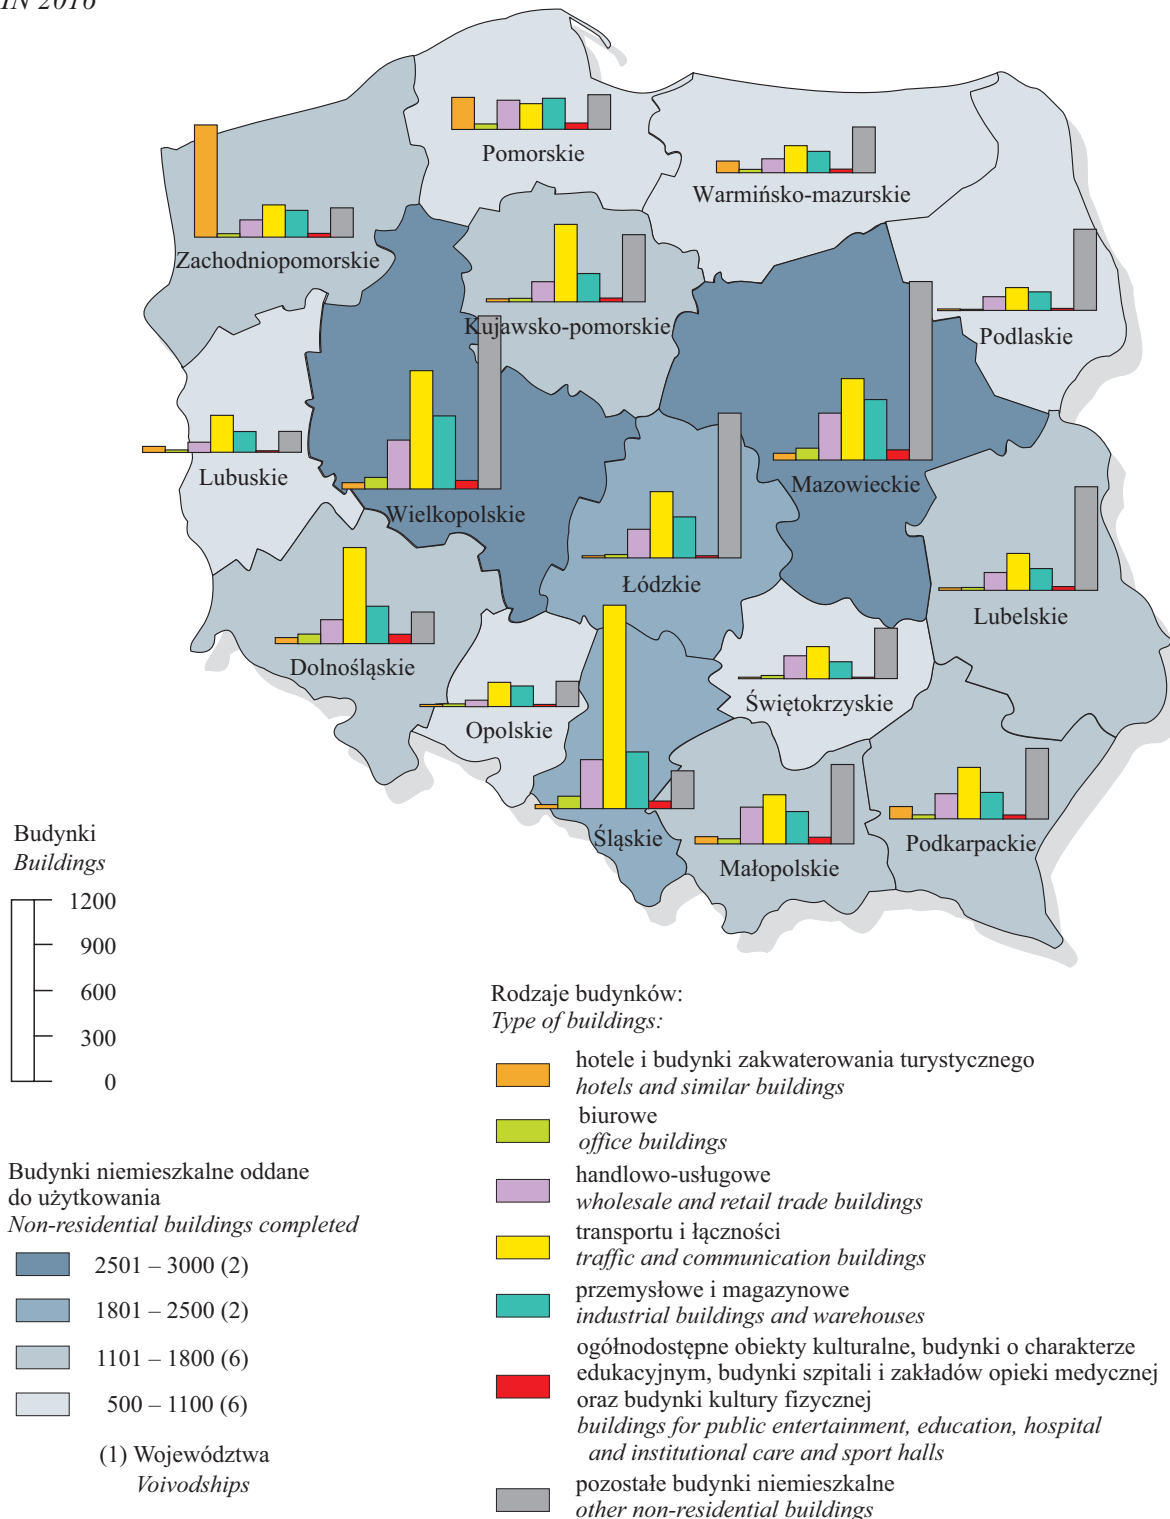 IN 2016
Pomorskie
Warmińsko-mazurskie
Zachodniopomorskie
Kujawsko-pomorskie
Podlaskie
Lubuskie
Wielkopolskie
Mazowieckie
Łódzkie
Lubelskie
Dolnośląskie
Opolskie
Świętokrzyskie
Śląskie
Małopolskie
Podkarpackie
Budynki
Buildings
1200
900
600
300
0
Budynki niemieszkalne oddane
do użytkowania
Non-residential buildings completed
2501 – 3000 (2)
1801 – 2500 (2)
1101 – 1800 (6)
500 – 1100 (6)
(1) Województwa
Voivodships
Rodzaje budynków:
Type of buildings:
hotele i budynki zakwaterowania turystycznego
hotels and similar buildings
biurowe
office buildings
handlowo-usługowe
wholesale and retail trade buildings
transportu i łączności
traffic and communication buildings
przemysłowe i magazynowe
industrial buildings and warehouses
ogólnodostępne obiekty kulturalne, budynki o charakterze
edukacyjnym, budynki szpitali i zakładów opieki medycznej
oraz budynki kultury fizycznej
buildings for public entertainment, education, hospital
and institutional care and sport halls
pozostałe budynki niemieszkalne
other non-residential buildings